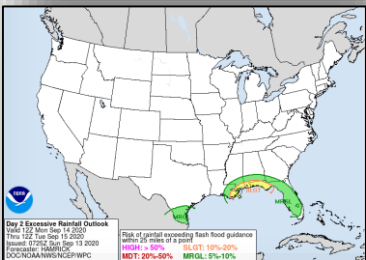 MRGL
SLGT
MRGL
NOAA
Day 2 Excessive Rainfall Outlook
Valid 12Z Mon Sep 14 2020
Thru 12Z Tue Sep 15 2020
Issued: 0725Z Sun Sep 13 2020
Forecaster: HAMRICK
DOC/NOAA/NWS/NCEP/WPC
Risk of rainfall exceeding flash flood guidance
within 25 miles of a point
HIGH: > 50% SLGT: 10%-20%
MDT: 20%-50% MRGL: 5%-10%